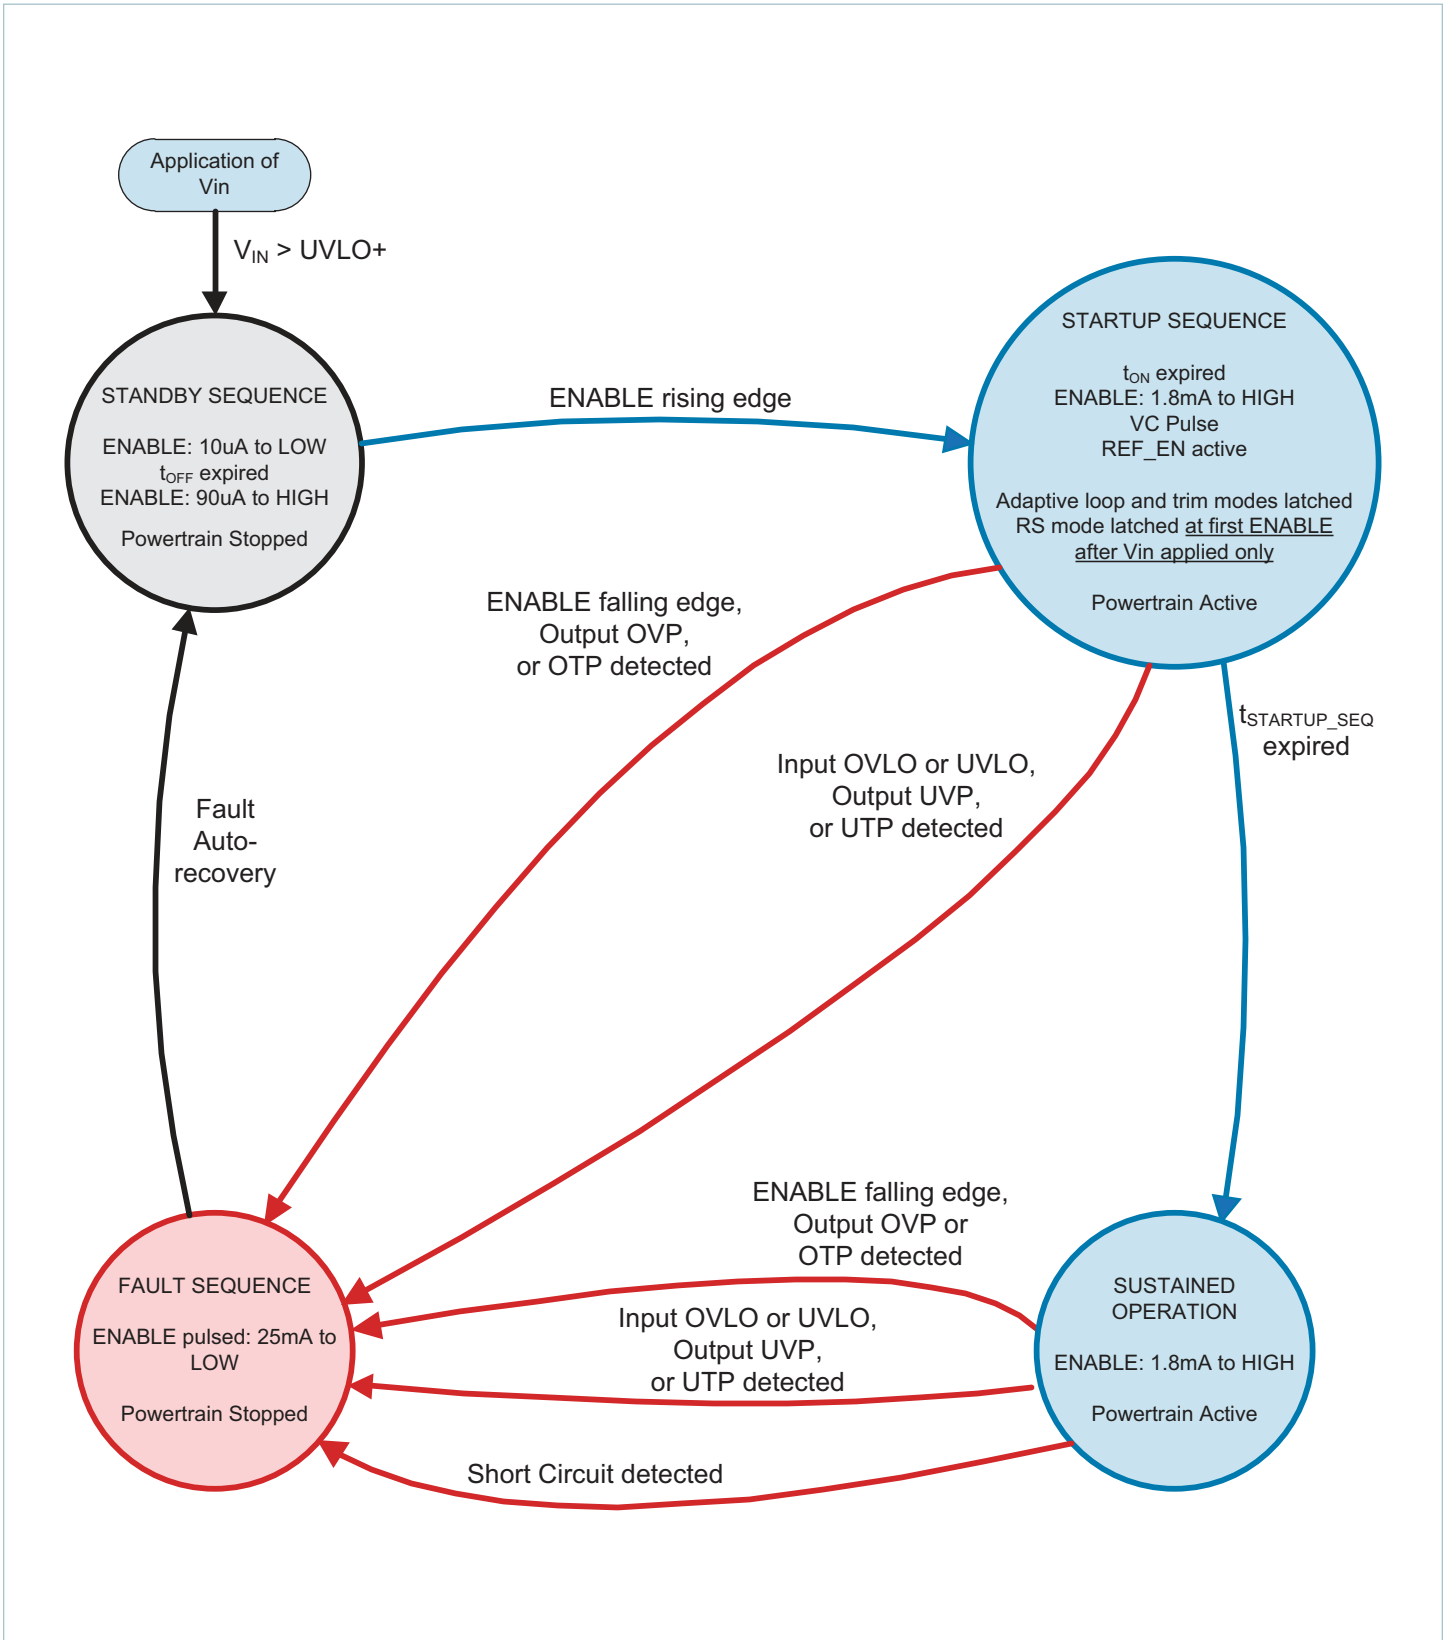 Application of
Vin
V_IN > UVLO+
STANDBY SEQUENCE
ENABLE: 10uA to LOW
t_OFF expired
ENABLE: 90uA to HIGH
Powertrain Stopped
ENABLE rising edge
STARTUP SEQUENCE
t_ON expired
ENABLE: 1.8mA to HIGH
VC Pulse
REF_EN active
Adaptive loop and trim modes latched
RS mode latched at first ENABLE
after Vin applied only
Powertrain Active
ENABLE falling edge,
Output OVP,
or OTP detected
Input OVLO or UVLO,
Output UVP,
or UTP detected
t_STARTUP_SEQ
expired
Fault
Auto-
recovery
ENABLE falling edge,
Output OVP or
OTP detected
Input OVLO or UVLO,
Output UVP,
or UTP detected
Short Circuit detected
FAULT SEQUENCE
ENABLE pulsed: 25mA to
LOW
Powertrain Stopped
SUSTAINED
OPERATION
ENABLE: 1.8mA to HIGH
Powertrain Active